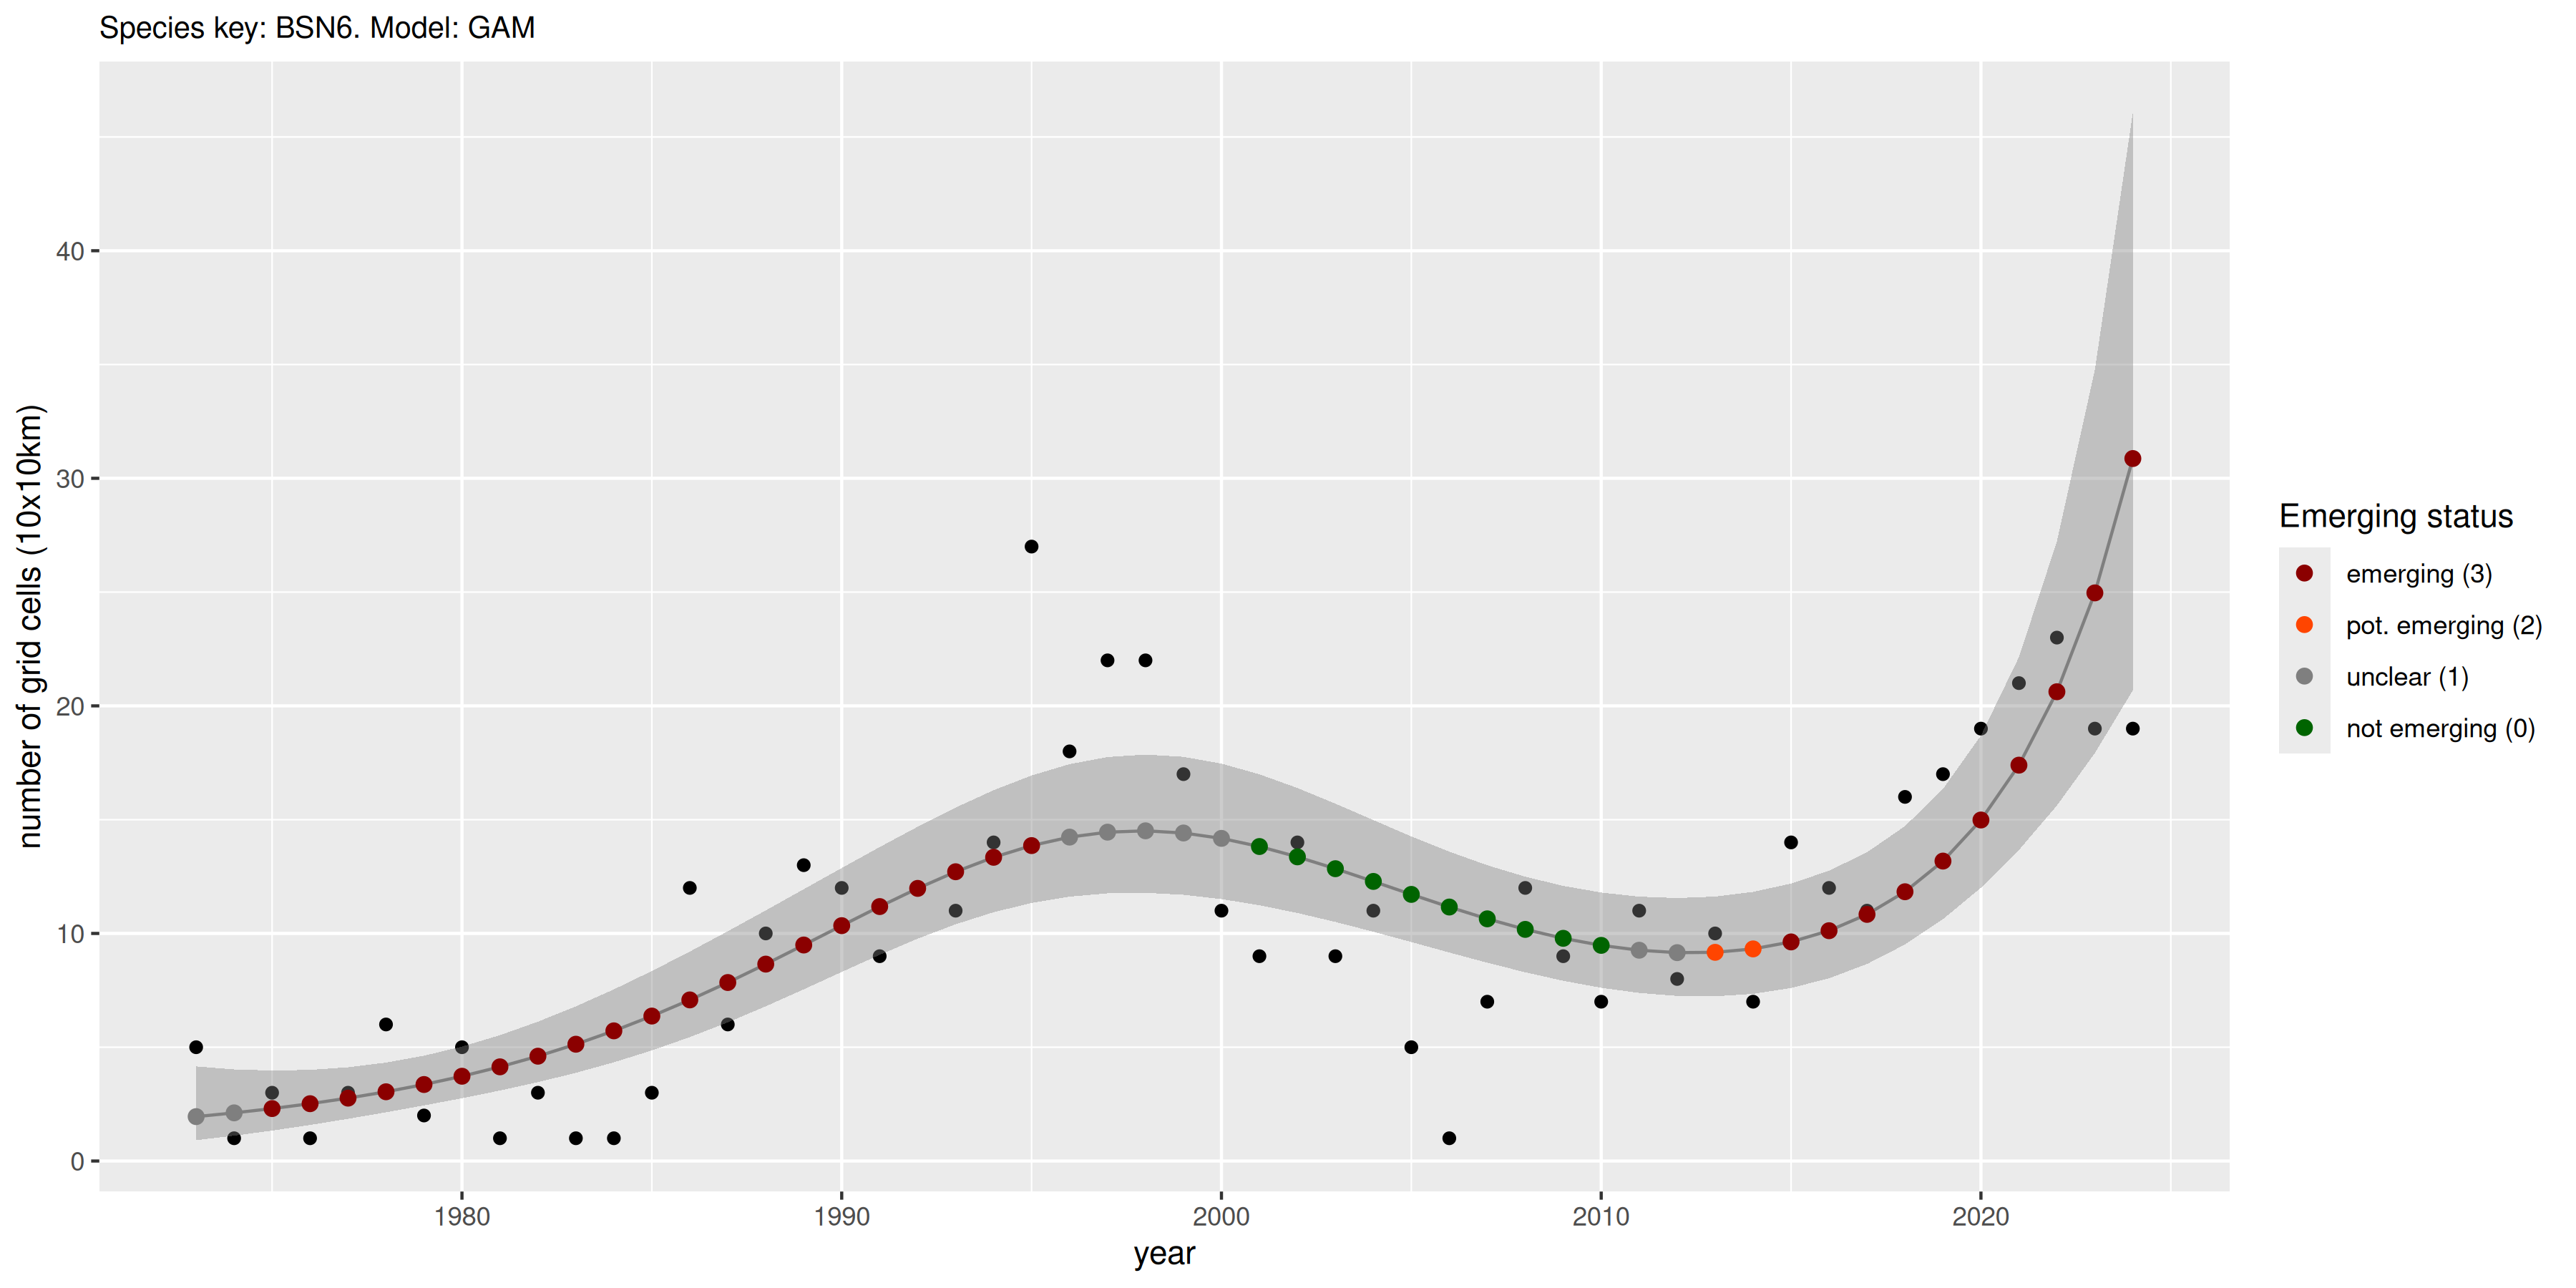 Species key: BSN6. Model: GAM
number of grid cells (10x10km)
40
30
20
10
0
1980
1990
2000
2010
2020
year
Emerging status
emerging (3)
pot. emerging (2)
unclear (1)
not emerging (0)